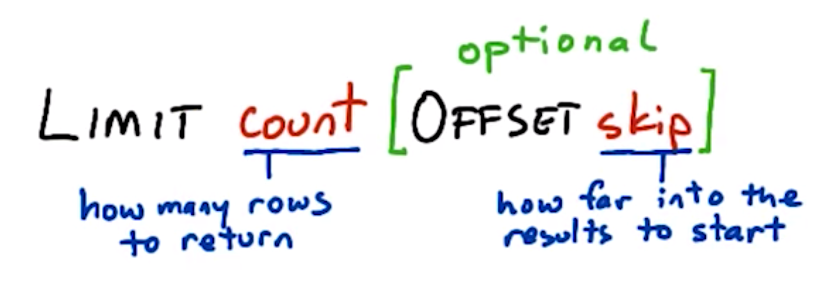 optional
LIMIT count [OFFSET skip]
how many rows
to return
how far into the
results to start